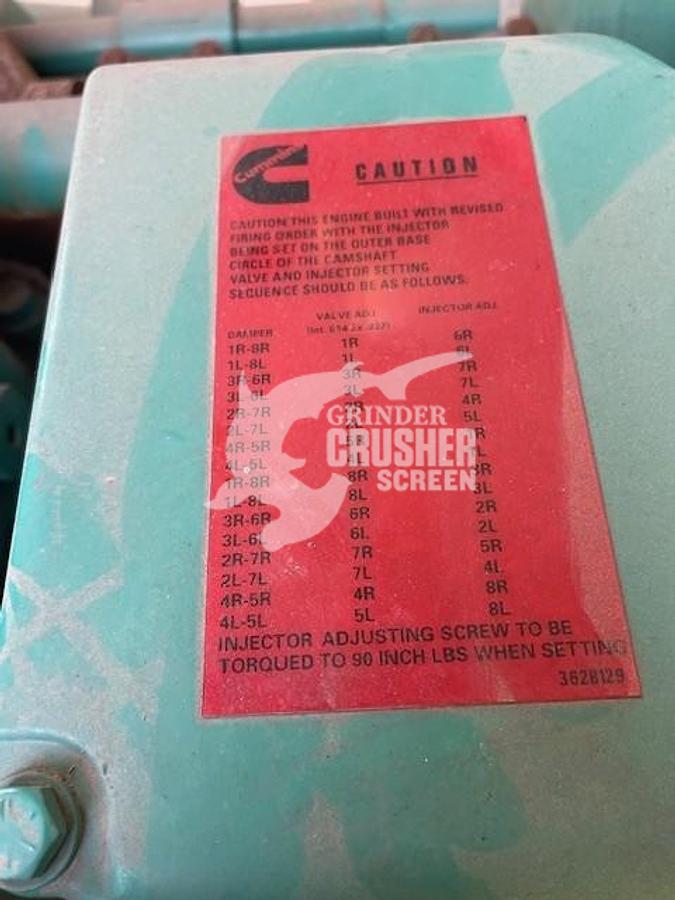 Cummins
CAUTION
CAUTION THIS ENGINE BUILT WITH REVISED
FIRING ORDER WITH THE INJECTOR
BEING SET ON THE OUTER BASE
CIRCLE OF THE CAMSHAFT
VALVE AND INJECTOR SETTING
SEQUENCE SHOULD BE AS FOLLOWS:
DAMPER VALVE ADJ. INJECTOR ADJ.
1R-8R 1R 6R
1L-8L 1L 6L
3R-6R 3R 7R
3L-6L 3L 7L
2R-7R 4R
2L-7L 5L
4R-5R 5R
4L-5L 4L
1R-8R 8R 3R
1L-8L 8L 3L
3R-6R 6R 2R
3L-6L 6L 2L
2R-7R 7R 5R
2L-7L 7L 4L
4R-5R 4R 8R
4L-5L 5L 8L
INJECTOR ADJUSTING SCREW TO BE
TORQUED TO 90 INCH LBS WHEN SETTING
3628129
GRINDER
CRUSHER
SCREEN